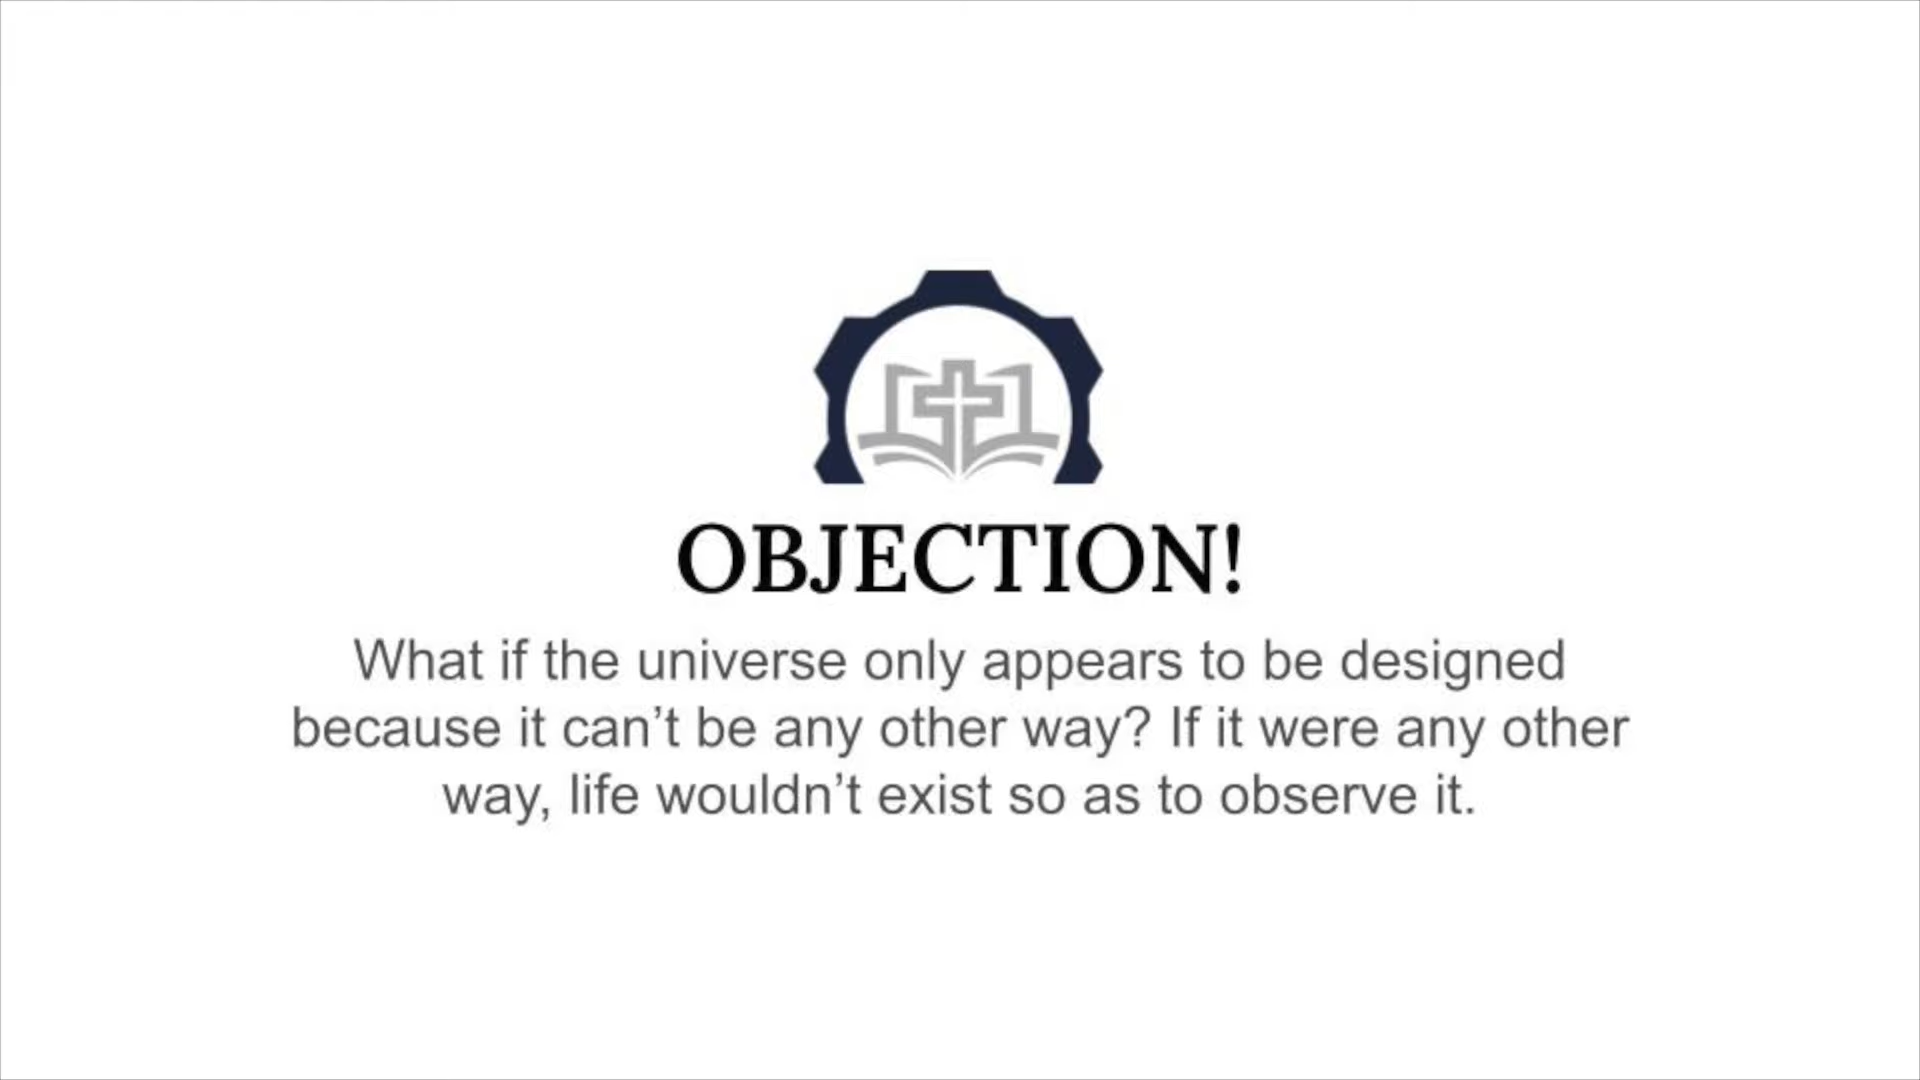 OBJECTION!
What if the universe only appears to be designed
because it can’t be any other way? If it were any other
way, life wouldn’t exist so as to observe it.